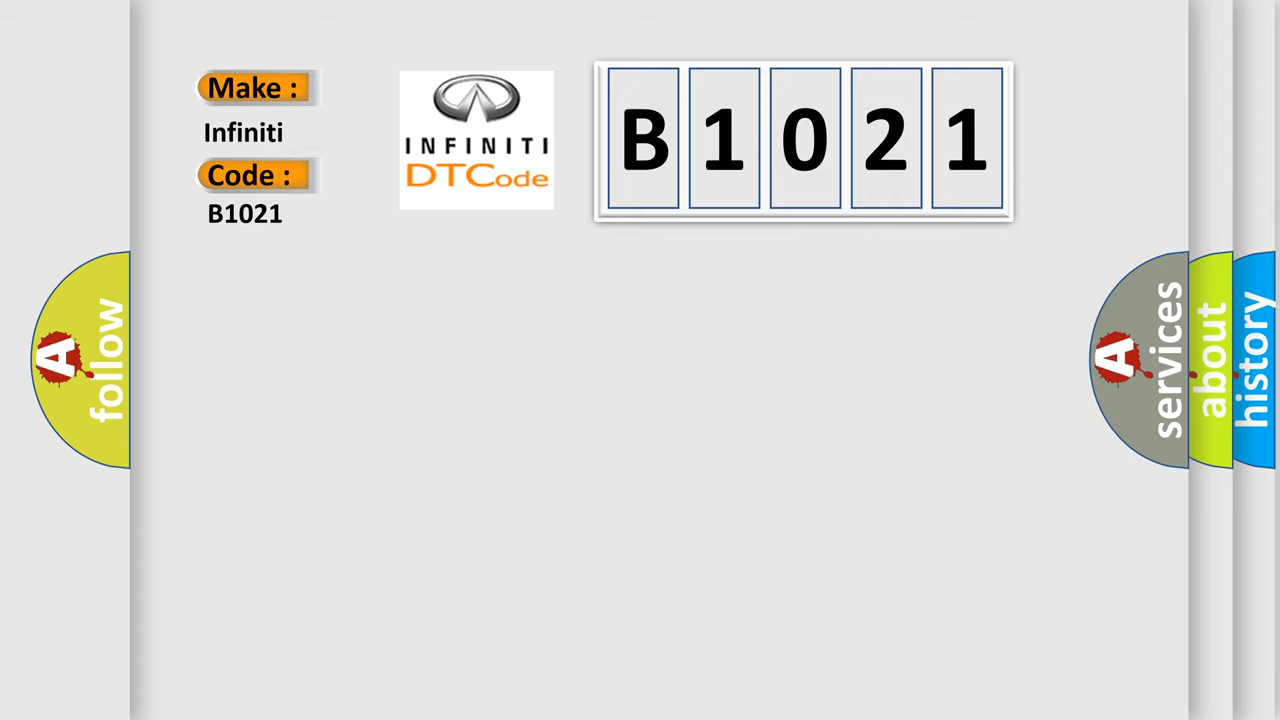 Make :
Infiniti
Code :
B1021
INFINITI
DTCode
B 1 0 2 1
A follow
A services
about
history